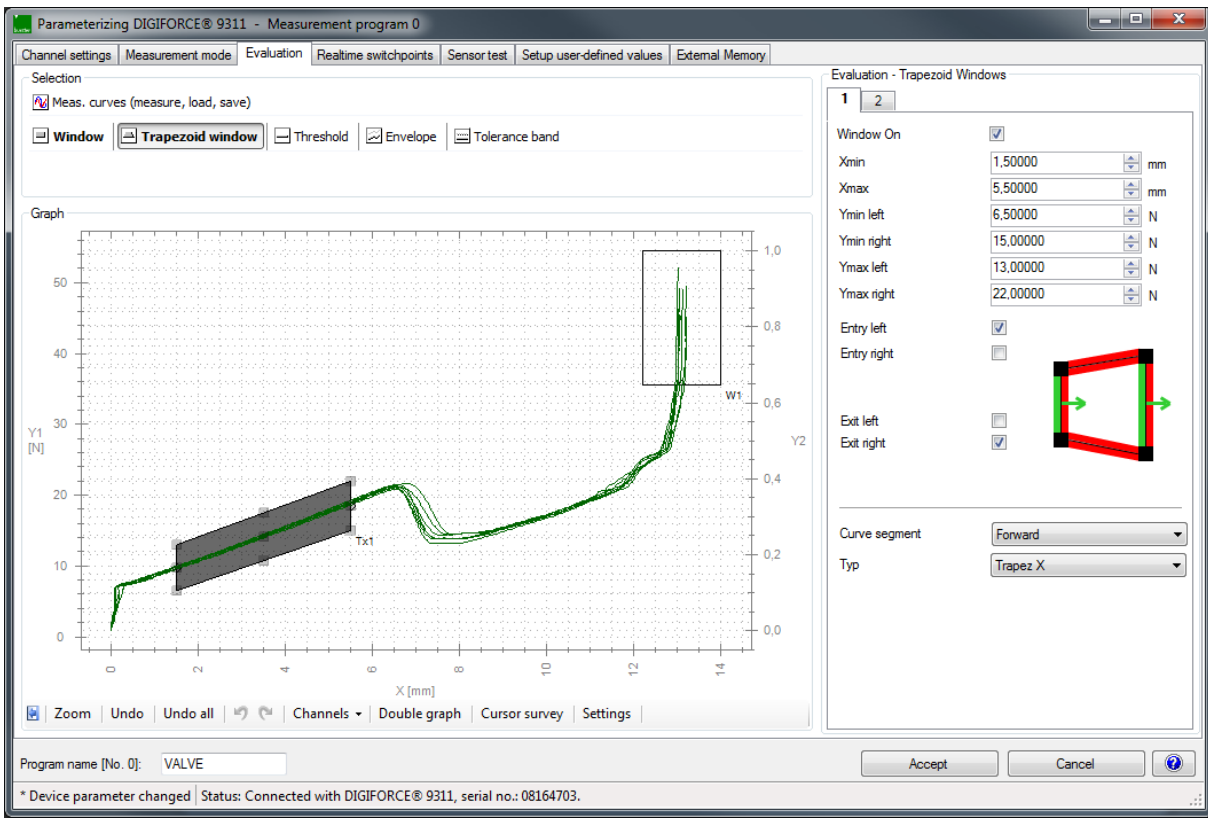 Parameterizing DIGIFORCE® 9311 - Measurement program 0
Channel settings Measurement mode Evaluation Realtime switchpoints Sensor test Setup user-defined values External Memory
Selection
Meas. curves (measure, load, save)
Window Trapezoid window Threshold Envelope Tolerance band
Graph
50
40
30
20
10
0
Y1
[N]
1,0
0,8
0,6
0,4
0,2
0,0
Y2
W1
Tx1
0 2 4 6 8 10 12 14
X [mm]
Zoom Undo Undo all Channels Double graph Cursor survey Settings
Evaluation - Trapezoid Windows
1 2
Window On
Xmin 1,50000 mm
Xmax 5,50000 mm
Ymin left 6,50000 N
Ymin right 15,00000 N
Ymax left 13,00000 N
Ymax right 22,00000 N
Entry left
Entry right
Exit left
Exit right
Curve segment Forward
Typ Trapez X
Program name [No. 0]: VALVE
Accept Cancel
* Device parameter changed Status: Connected with DIGIFORCE® 9311, serial no.: 08164703.